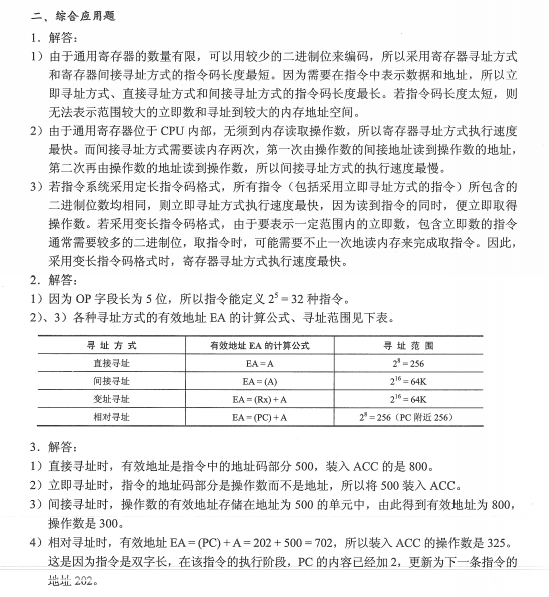 二、综合应用题
1．解答：
1）由于通用寄存器的数量有限，可以用较少的二进制位来编码，所以采用寄存器寻址方式
和寄存器间接寻址方式的指令码长度最短。因为需要在指令中表示数据和地址，所以立
即寻址方式、直接寻址方式和间接寻址方式的指令码长度最长。若指令码长度太短，则
无法表示范围较大的立即数和寻址到较大的内存地址空间。
2）由于通用寄存器位于 CPU 内部，无须到内存读取操作数，所以寄存器寻址方式执行速度
最快。而间接寻址方式需要读内存两次，第一次由操作数的间接地址读到操作数的地址，
第二次再由操作数的地址读到操作数，所以间接寻址方式的执行速度最慢。
3）若指令系统采用定长指令码格式，所有指令（包括采用立即寻址方式的指令）所包含的
二进制位数均相同，则立即寻址方式执行速度最快，因为读到指令的同时，便立即取得
操作数。若采用变长指令码格式，由于要表示一定范围内的立即数，包含立即数的指令
通常需要较多的二进制位，取指令时，可能需要不止一次地读内存来完成取指令。因此，
采用变长指令码格式时，寄存器寻址方式执行速度最快。
2．解答：
1）因为 OP 字段长为 5 位，所以指令能定义 2⁵ = 32 种指令。
2）、3）各种寻址方式的有效地址 EA 的计算公式、寻址范围见下表。
寻 址 方 式 有效地址 EA 的计算公式 寻 址 范 围
直接寻址 EA = A 2⁸ = 256
间接寻址 EA = (A) 2¹⁶ = 64K
变址寻址 EA = (Rx) + A 2¹⁶ = 64K
相对寻址 EA = (PC) + A 2⁸ = 256（PC 附近 256）
3．解答：
1）直接寻址时，有效地址是指令中的地址码部分 500，装入 ACC 的是 800。
2）立即寻址时，指令的地址码部分是操作数而不是地址，所以将 500 装入 ACC。
3）间接寻址时，操作数的有效地址存储在地址为 500 的单元中，由此得到有效地址为 800，
操作数是 300。
4）相对寻址时，有效地址 EA = (PC) + A = 202 + 500 = 702，所以装入 ACC 的操作数是 325。
这是因为指令是双字长，在该指令的执行阶段，PC 的内容已经加 2，更新为下一条指令的
地址 202。